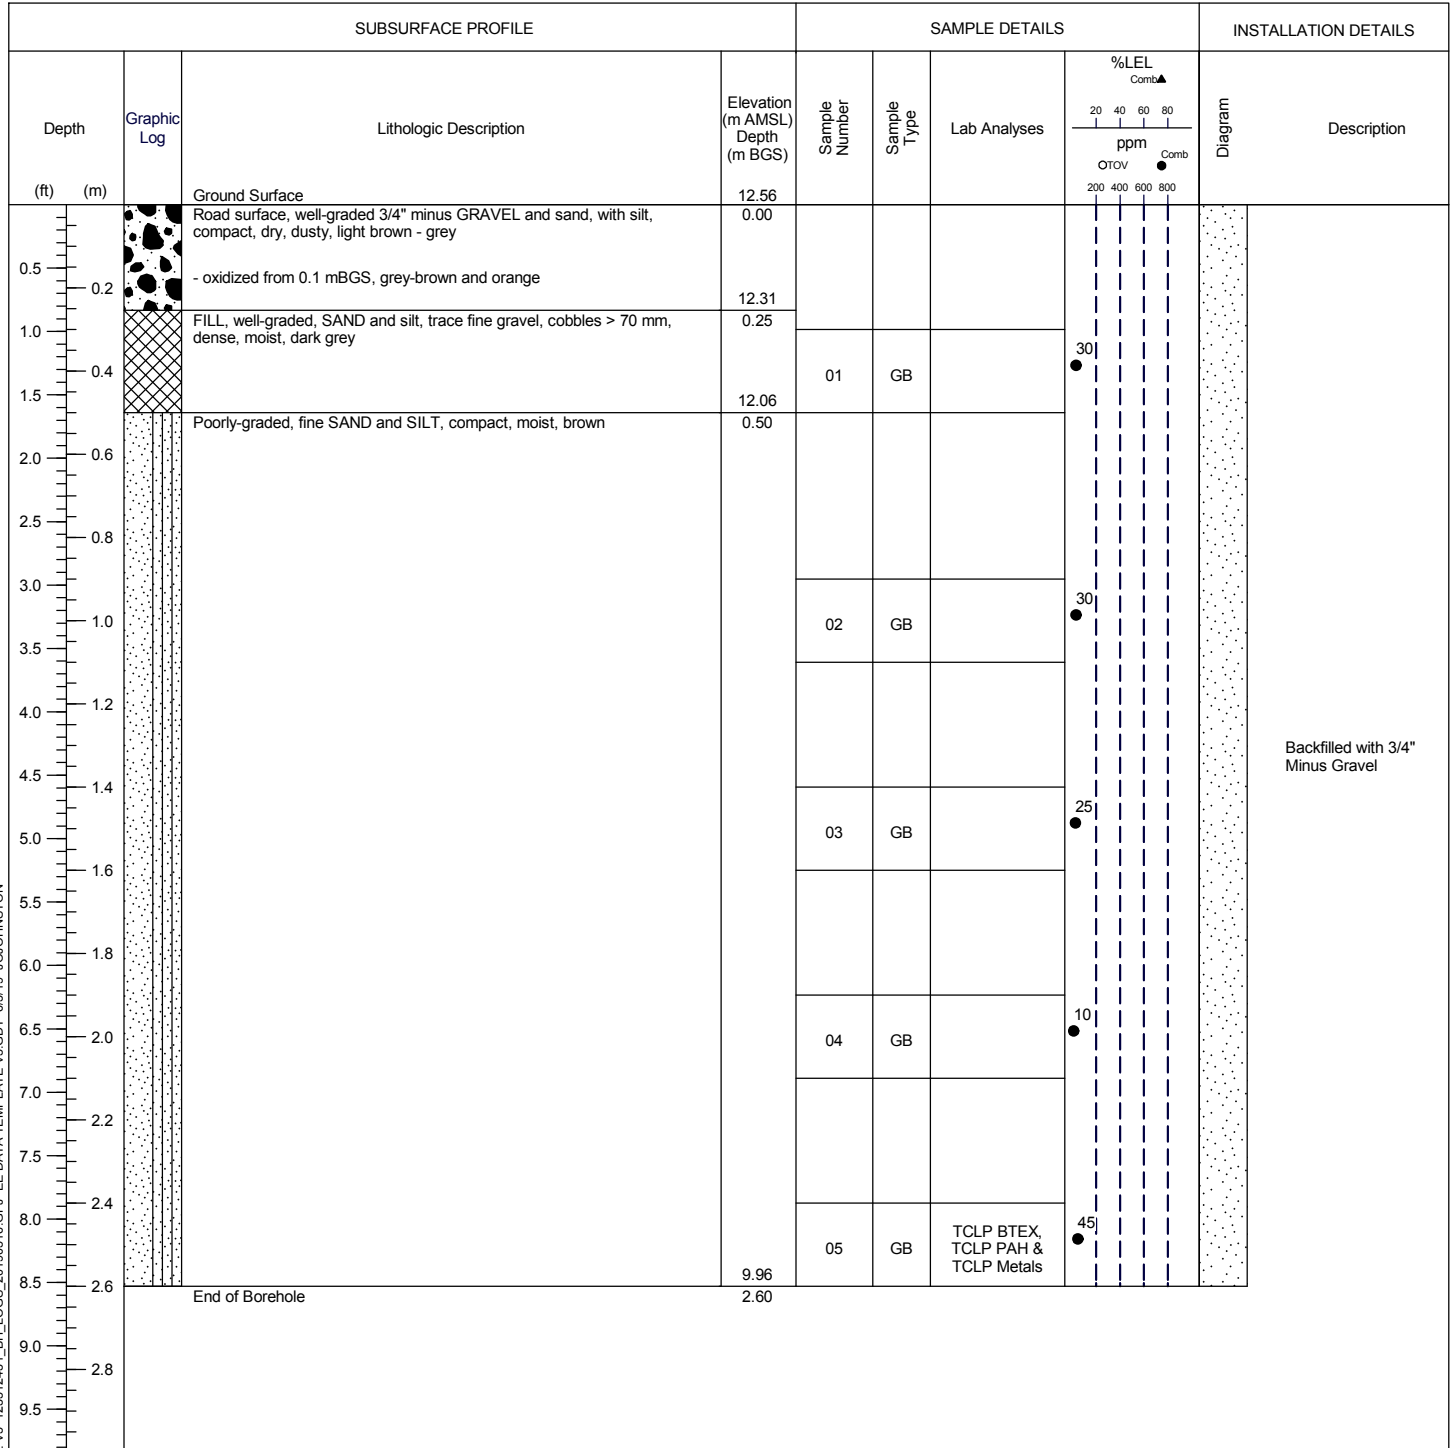 SUBSURFACE PROFILE
SAMPLE DETAILS
INSTALLATION DETAILS
Depth
(ft) (m)
Graphic
Log
Lithologic Description
Elevation
(m AMSL)
Depth
(m BGS)
Sample
Number
Sample
Type
Lab Analyses
%LEL
Comb
20 40 60 80
ppm
TOV
Comb
200 400 600 800
Diagram
Description
Ground Surface 12.56
Road surface, well-graded 3/4" minus GRAVEL and sand, with silt, 0.00
compact, dry, dusty, light brown - grey
0.5
- oxidized from 0.1 mBGS, grey-brown and orange
0.2
12.31
FILL, well-graded, SAND and silt, trace fine gravel, cobbles > 70 mm, 0.25
dense, moist, dark grey
1.0
30
0.4
01 GB
1.5
12.06
Poorly-graded, fine SAND and SILT, compact, moist, brown 0.50
0.6
2.0
2.5
0.8
3.0
30
1.0
02 GB
3.5
1.2
4.0
Backfilled with 3/4"
Minus Gravel
4.5
1.4
25
03 GB
5.0
1.6
5.5
1.8
6.0
10
6.5
2.0
04 GB
7.0
2.2
7.5
2.4
8.0
45
05 GB
TCLP BTEX,
TCLP PAH &
TCLP Metals
9.96
8.5
2.6
End of Borehole 2.60
9.0
2.8
9.5